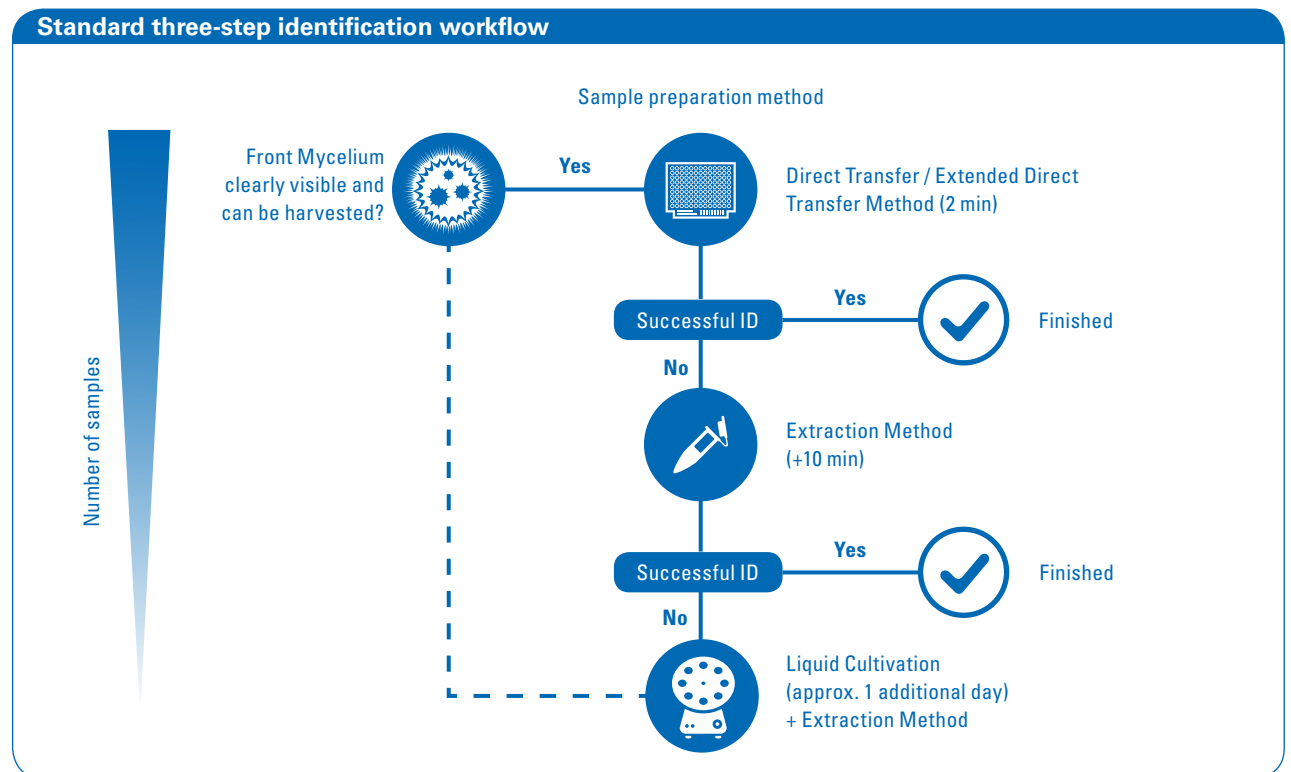 Standard three-step identification workflow
Sample preparation method
Front Mycelium
clearly visible and
can be harvested?
Yes
Direct Transfer / Extended Direct
Transfer Method (2 min)
Successful ID
Yes
Finished
No
Number of samples
Extraction Method
(+10 min)
Successful ID
Yes
Finished
No
Liquid Cultivation
(approx. 1 additional day)
+ Extraction Method